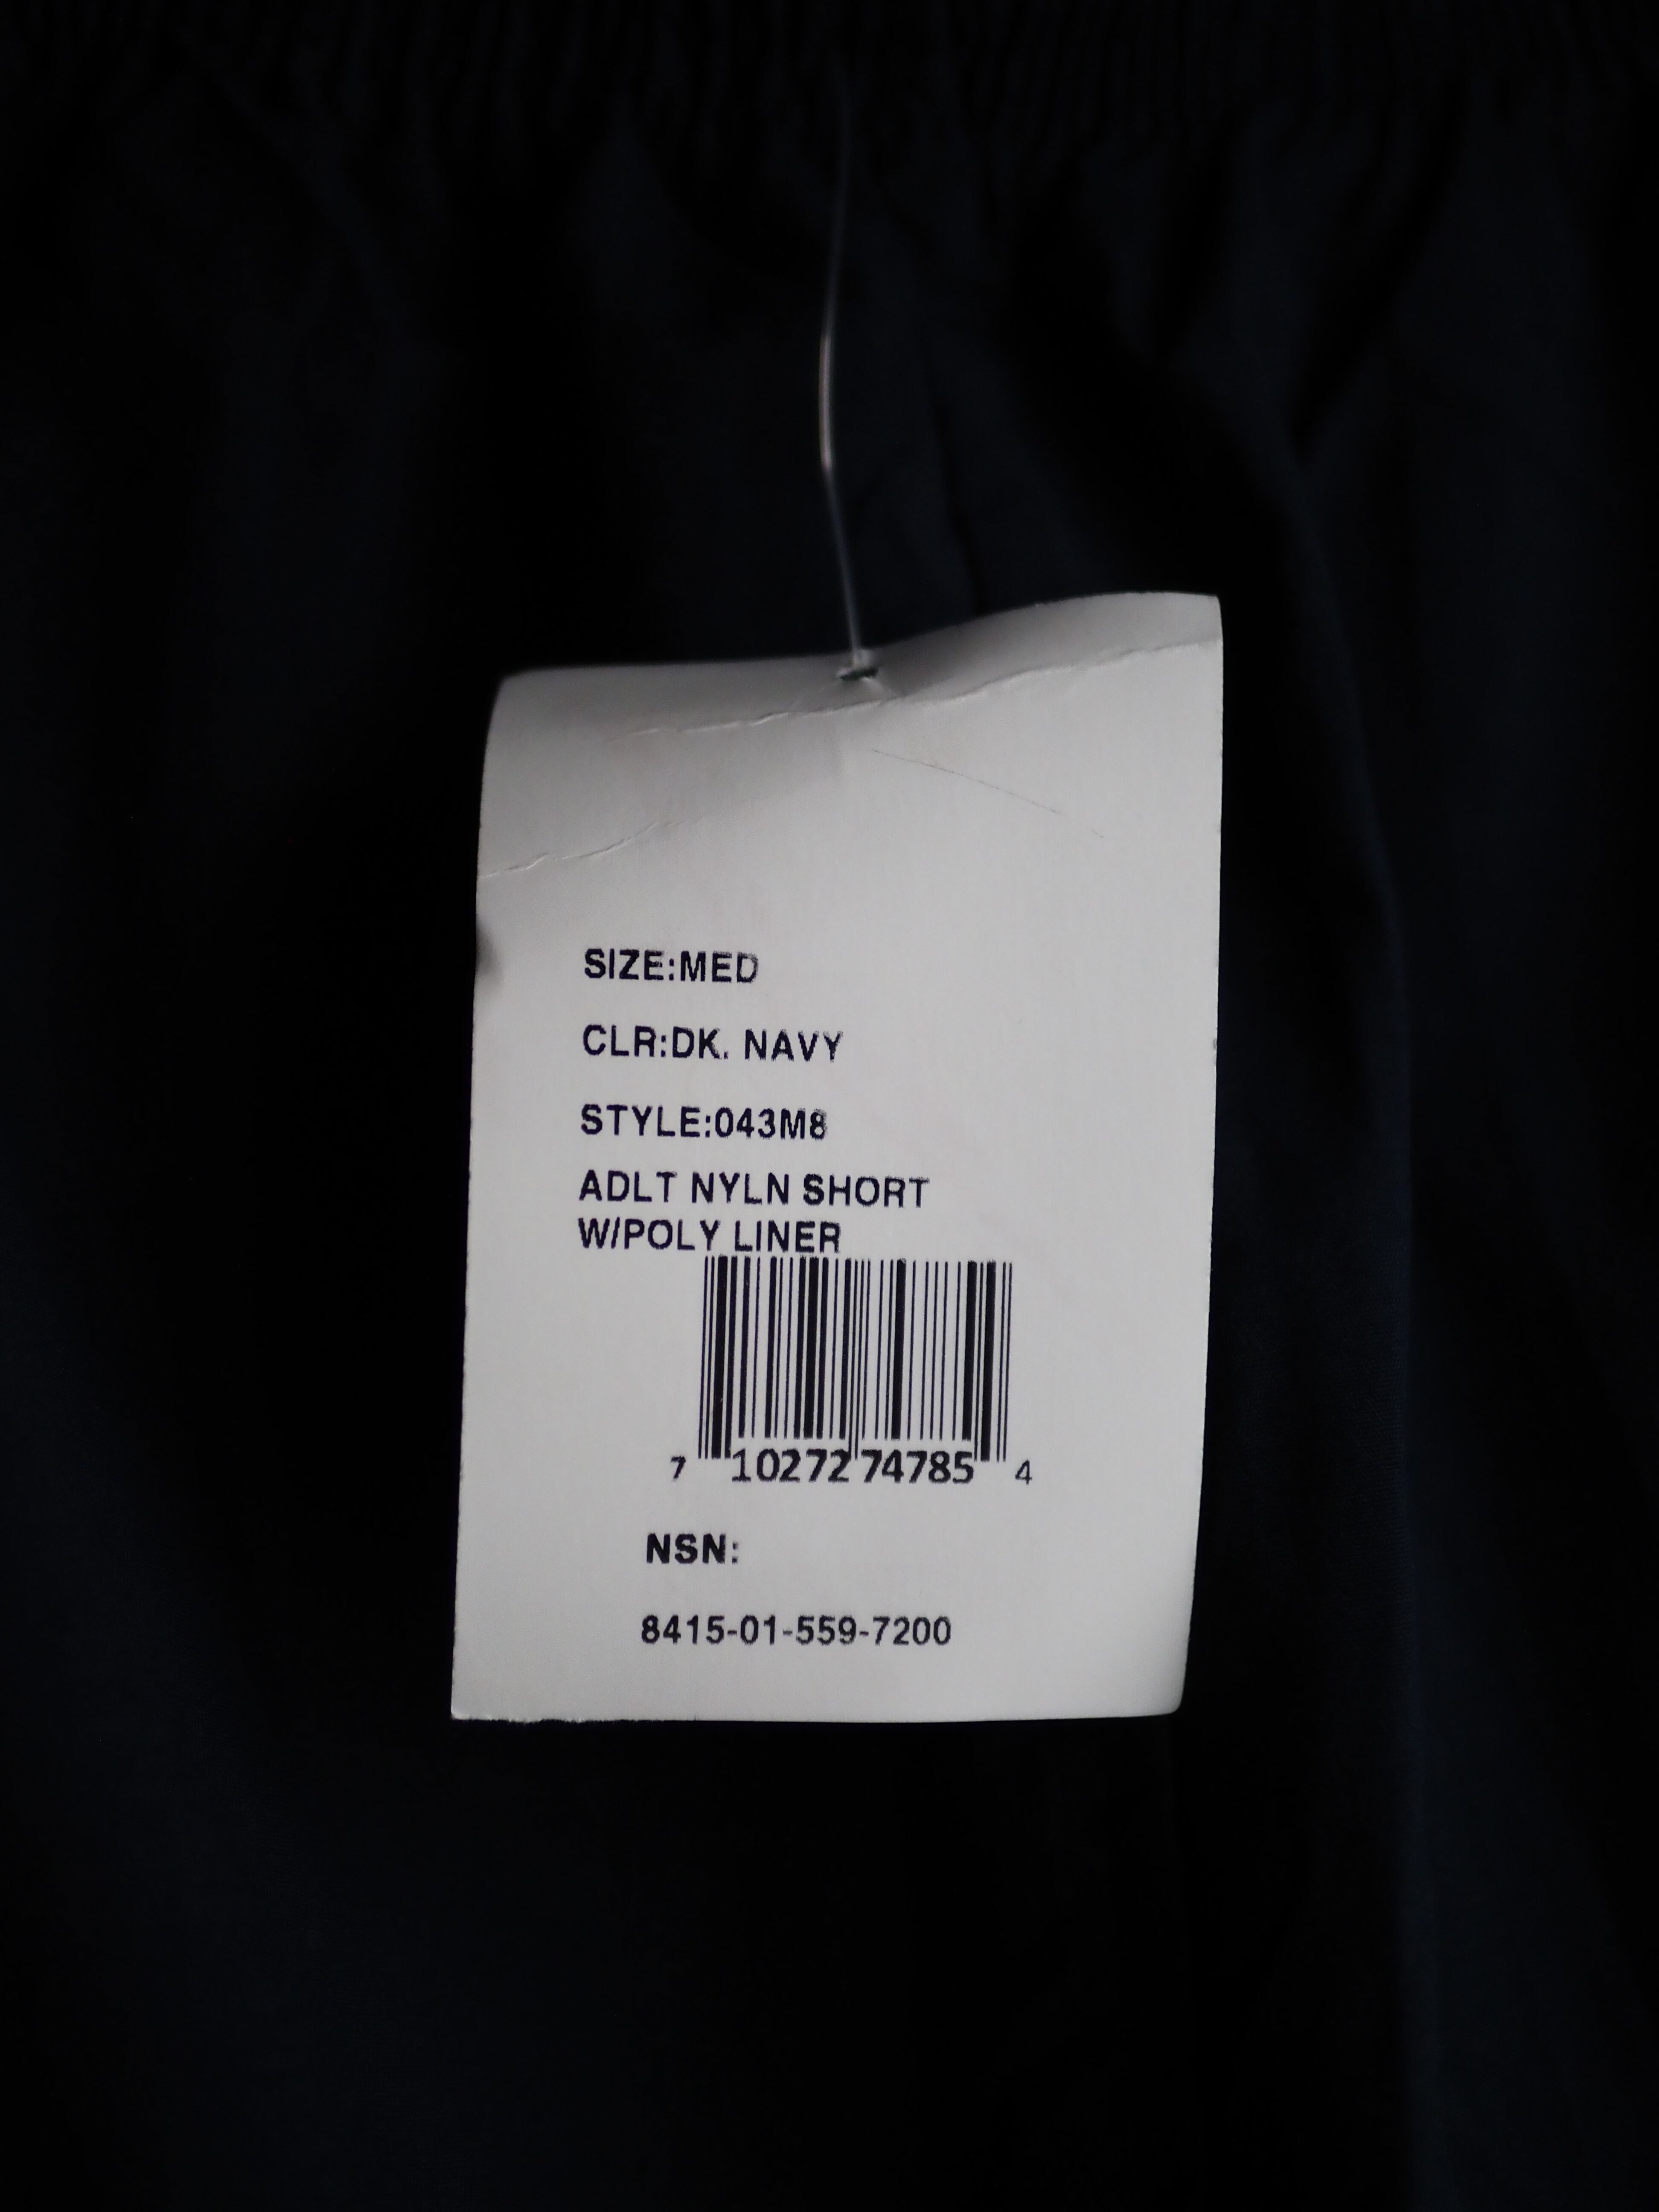 SIZE:MED
CLR:DK. NAVY
STYLE:043M8
ADLT NYLN SHORT
W/POLY LINER
7 10272 74785 4
NSN:
8415-01-559-7200